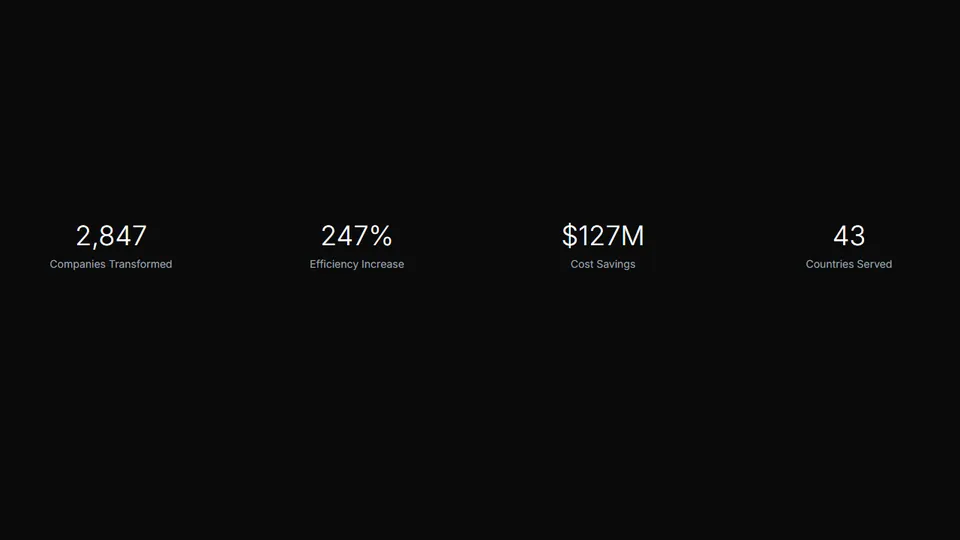 2,847
Companies Transformed
247%
Efficiency Increase
$127M
Cost Savings
43
Countries Served